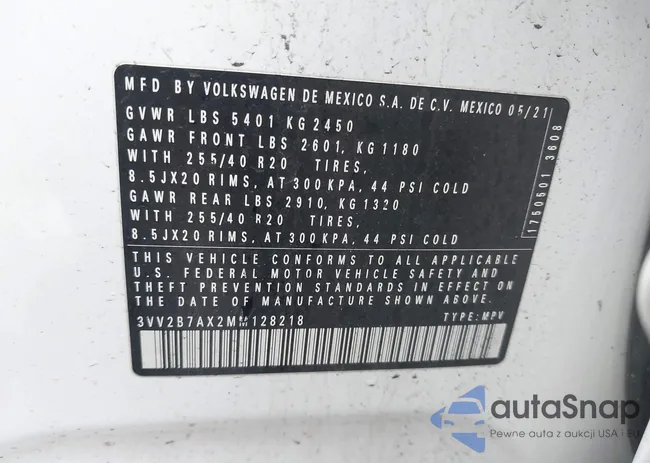 MFD BY VOLKSWAGEN DE MEXICO S.A. DE C.V. MEXICO 05/21
GVWR LBS 5401 KG 2450
GAWR FRONT LBS 2601, KG 1180
WITH 255/40 R20 TIRES,
8.5JX20 RIMS, AT 300 KPA, 44 PSI COLD
GAWR REAR LBS 2910, KG 1320
WITH 255/40 R20 TIRES,
8.5JX20 RIMS, AT 300 KPA, 44 PSI COLD
1750501 3608
THIS VEHICLE CONFORMS TO ALL APPLICABLE
U.S. FEDERAL MOTOR VEHICLE SAFETY AND
THEFT PREVENTION STANDARDS IN EFFECT ON
THE DATE OF MANUFACTURE SHOWN ABOVE.
3VV2B7AX2MM128218 TYPE: MPV
autaSnap
Pewne auta z aukcji USA i EU